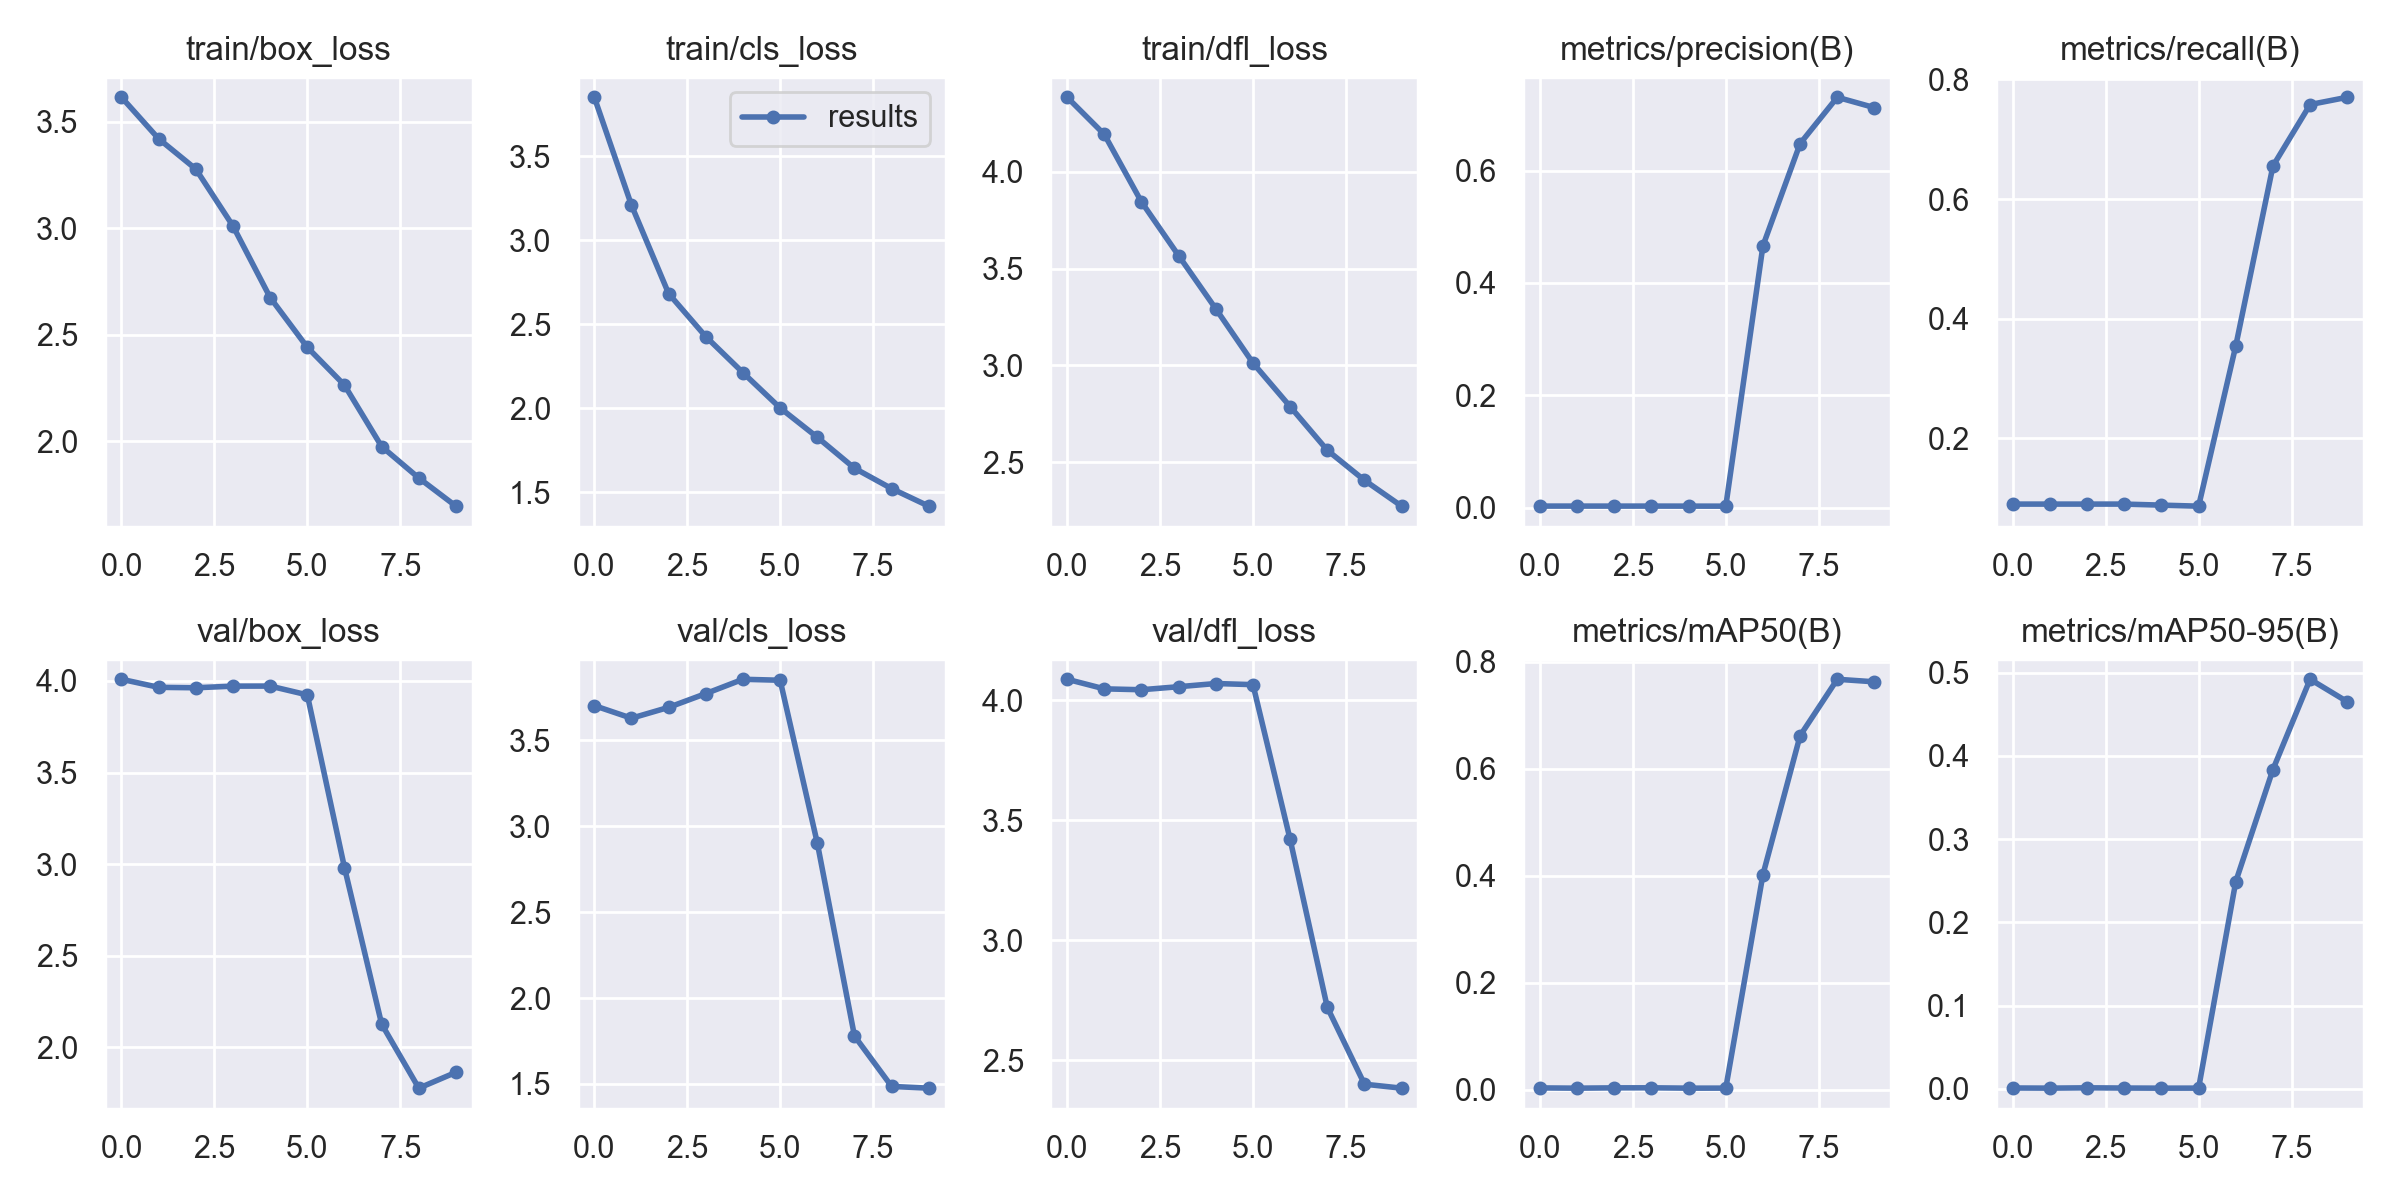 train/box_loss
train/cls_loss
train/dfl_loss
metrics/precision(B)
metrics/recall(B)
3.5
3.0
2.5
2.0
0.0 2.5 5.0 7.5
results
3.5
3.0
2.5
2.0
1.5
0.0 2.5 5.0 7.5
4.0
3.5
3.0
2.5
0.0 2.5 5.0 7.5
0.6
0.4
0.2
0.0
0.0 2.5 5.0 7.5
0.8
0.6
0.4
0.2
0.0 2.5 5.0 7.5
val/box_loss
val/cls_loss
val/dfl_loss
metrics/mAP50(B)
metrics/mAP50-95(B)
4.0
3.5
3.0
2.5
2.0
0.0 2.5 5.0 7.5
3.5
3.0
2.5
2.0
1.5
0.0 2.5 5.0 7.5
4.0
3.5
3.0
2.5
0.0 2.5 5.0 7.5
0.8
0.6
0.4
0.2
0.0
0.0 2.5 5.0 7.5
0.5
0.4
0.3
0.2
0.1
0.0
0.0 2.5 5.0 7.5